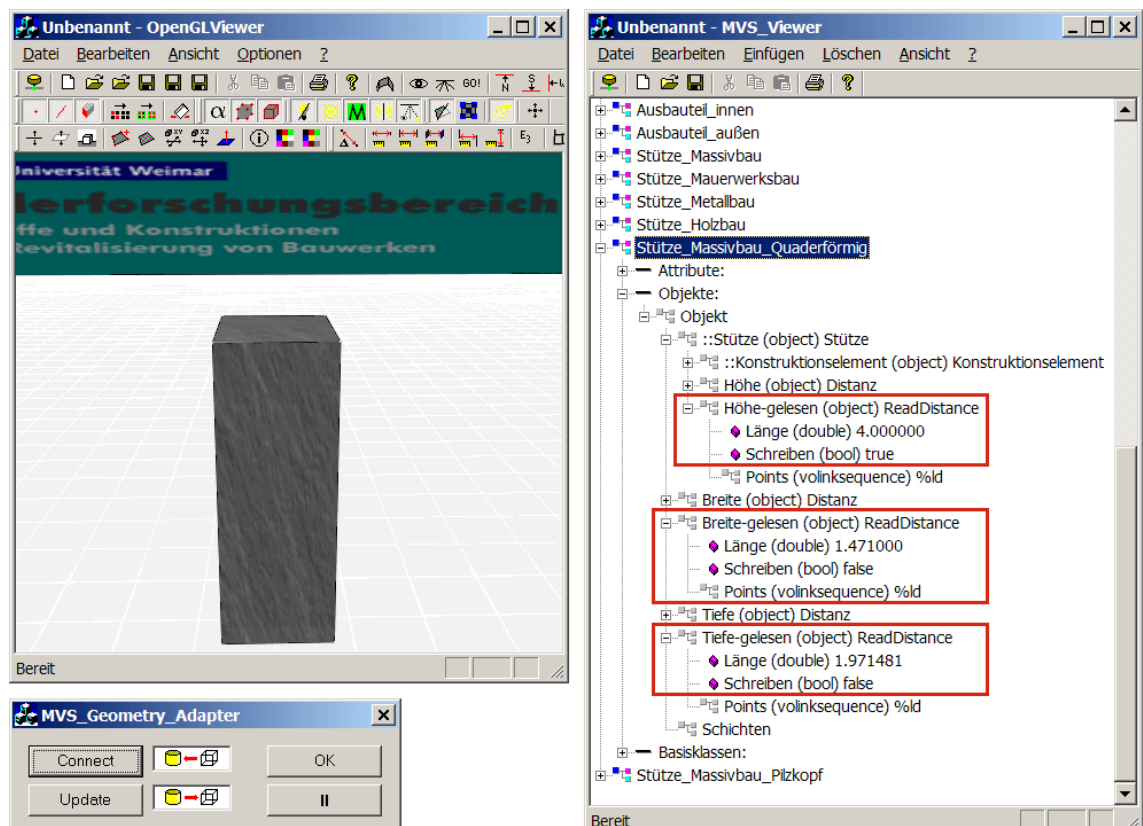 Unbenannt - OpenGLViewer
Datei Bearbeiten Ansicht Optionen ?
GO!
α
E₃
Universität Weimar
derforschungsbereich
ffe und Konstruktionen
Revitalisierung von Bauwerken
Bereit
MVS_Geometry_Adapter
Connect
OK
Update
Unbenannt - MVS_Viewer
Datei Bearbeiten Einfügen Löschen Ansicht ?
Ausbauteil_innen
Ausbauteil_außen
Stütze_Massivbau
Stütze_Mauerwerksbau
Stütze_Metallbau
Stütze_Holzbau
Stütze_Massivbau_Quaderförmig
Attribute:
Objekte:
Objekt
::Stütze (object) Stütze
::Konstruktionselement (object) Konstruktionselement
Höhe (object) Distanz
Höhe-gelesen (object) ReadDistance
Länge (double) 4.000000
Schreiben (bool) true
Points (volinksequence) %ld
Breite (object) Distanz
Breite-gelesen (object) ReadDistance
Länge (double) 1.471000
Schreiben (bool) false
Points (volinksequence) %ld
Tiefe (object) Distanz
Tiefe-gelesen (object) ReadDistance
Länge (double) 1.971481
Schreiben (bool) false
Points (volinksequence) %ld
Schichten
Basisklassen:
Stütze_Massivbau_Pilzkopf
Bereit